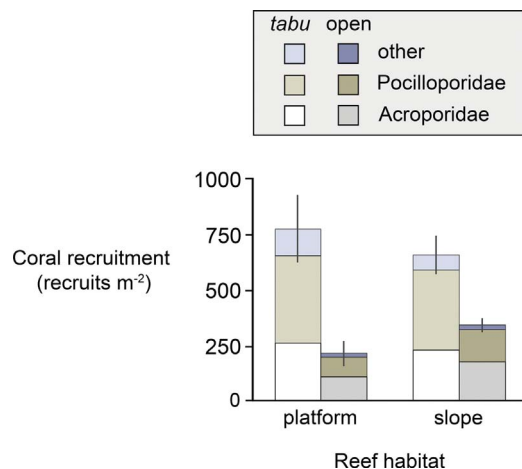 tabu open
other
Pocilloporidae
Acroporidae
1000
750
500
250
0
Coral recruitment
(recruits m⁻²)
platform slope
Reef habitat